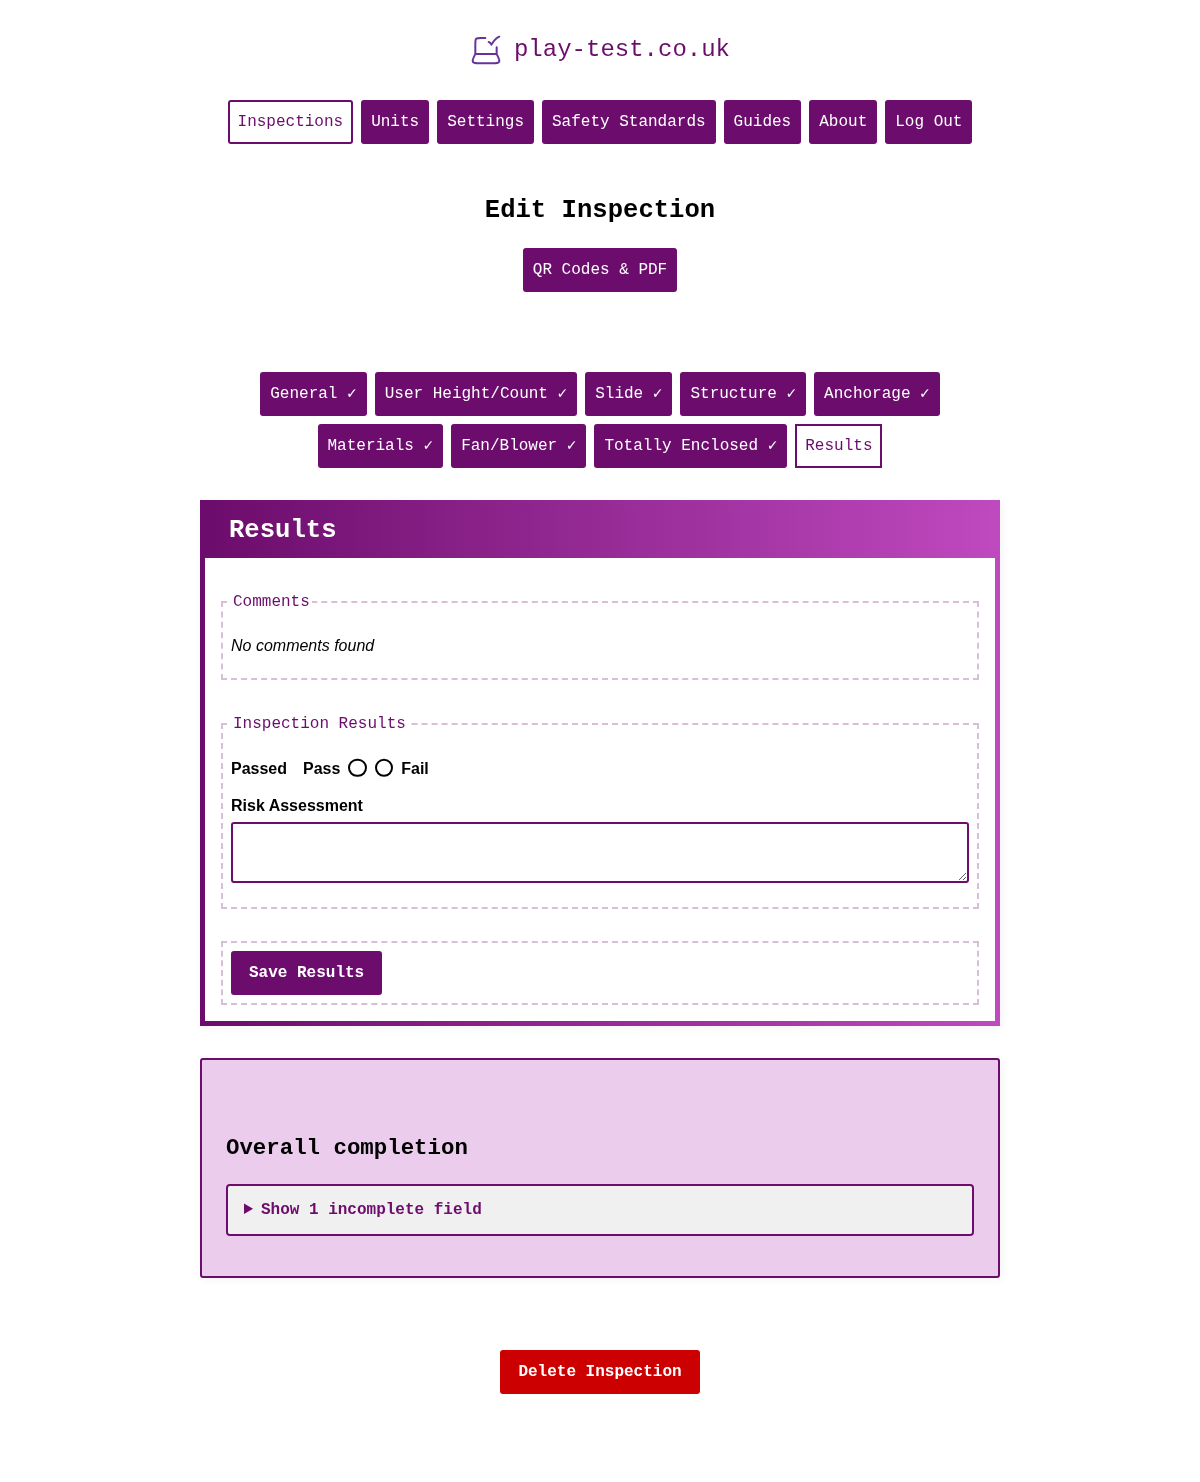 play-test.co.uk
Inspections Units Settings Safety Standards Guides About Log Out
Edit Inspection
QR Codes & PDF
General ✓ User Height/Count ✓ Slide ✓ Structure ✓ Anchorage ✓
Materials ✓ Fan/Blower ✓ Totally Enclosed ✓ Results
Results
Comments
No comments found
Inspection Results
Passed Pass Fail
Risk Assessment
Save Results
Overall completion
Show 1 incomplete field
Delete Inspection